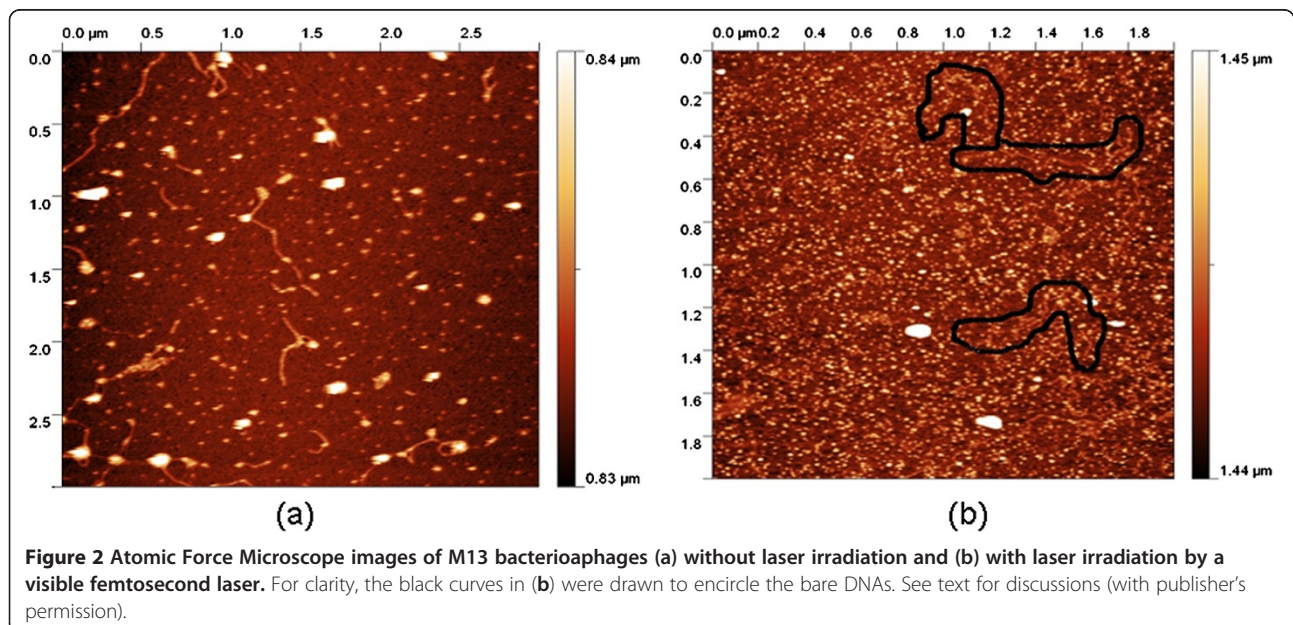 0.0 µm 0.5 1.0 1.5 2.0 2.5
0.0
0.5
1.0
1.5
2.0
2.5
0.84 µm
0.83 µm
(a)
0.0 µm 0.2 0.4 0.6 0.8 1.0 1.2 1.4 1.6 1.8
0.0
0.2
0.4
0.6
0.8
1.0
1.2
1.4
1.6
1.8
1.45 µm
1.44 µm
(b)
Figure 2 Atomic Force Microscope images of M13 bacterioaphages (a) without laser irradiation and (b) with laser irradiation by a
visible femtosecond laser. For clarity, the black curves in (b) were drawn to encircle the bare DNAs. See text for discussions (with publisher's
permission).